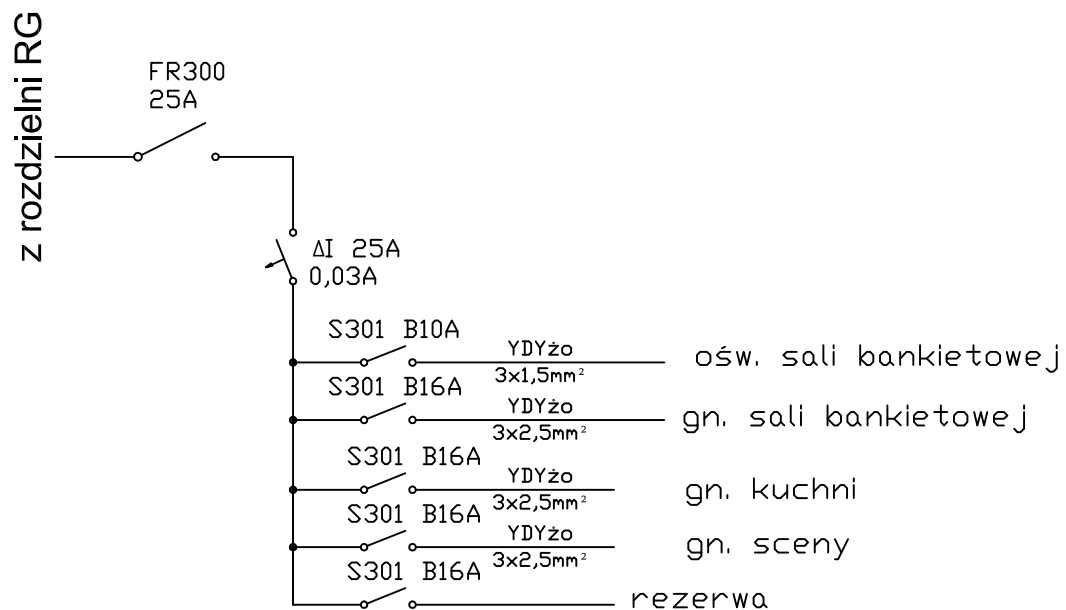 z rozdzielni RG
FR300
25A
ΔI 25A
0,03A
S301 B10A
YDYżo
3x1,5mm²
ośw. sali bankietowej
S301 B16A
YDYżo
3x2,5mm²
gn. sali bankietowej
S301 B16A
YDYżo
3x2,5mm²
gn. kuchni
S301 B16A
YDYżo
3x2,5mm²
gn. sceny
S301 B16A
rezerwa